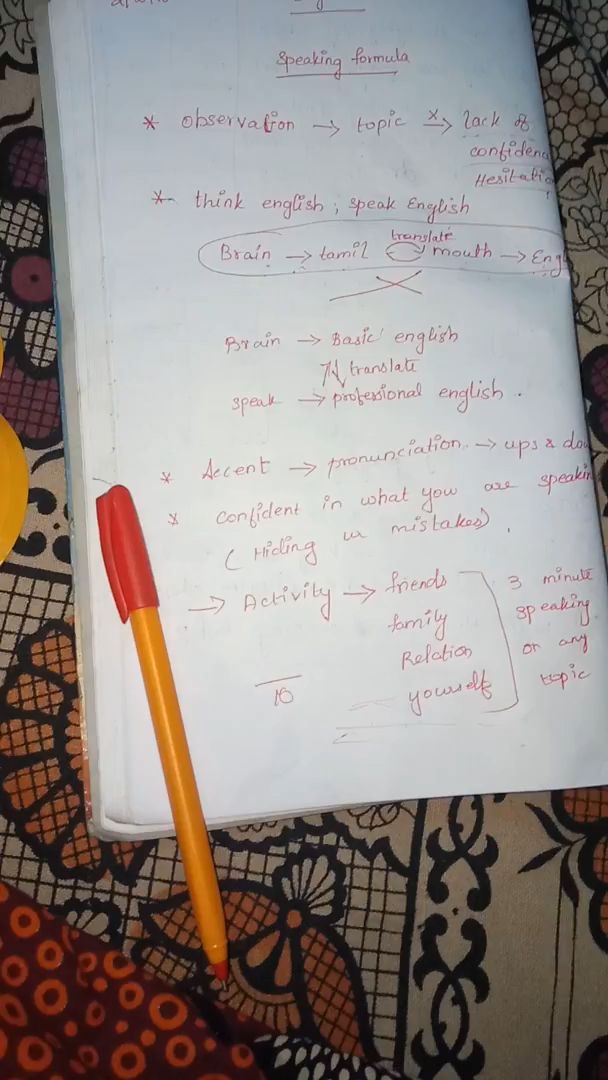 Speaking formula
* observation → topic x→ lack of
confidenc
Hesitatio
* think english ; speak English
translate
Brain → tamil mouth → Eng
Brain → Basic english
translate
speak → professional english .
* Accent → pronunciation → ups & do
* confident in what you are speakin
( Hiding ur mistakes) .
→ Activity → friends
family
Relation
yourself
3 minute
speaking
or any
topic
10